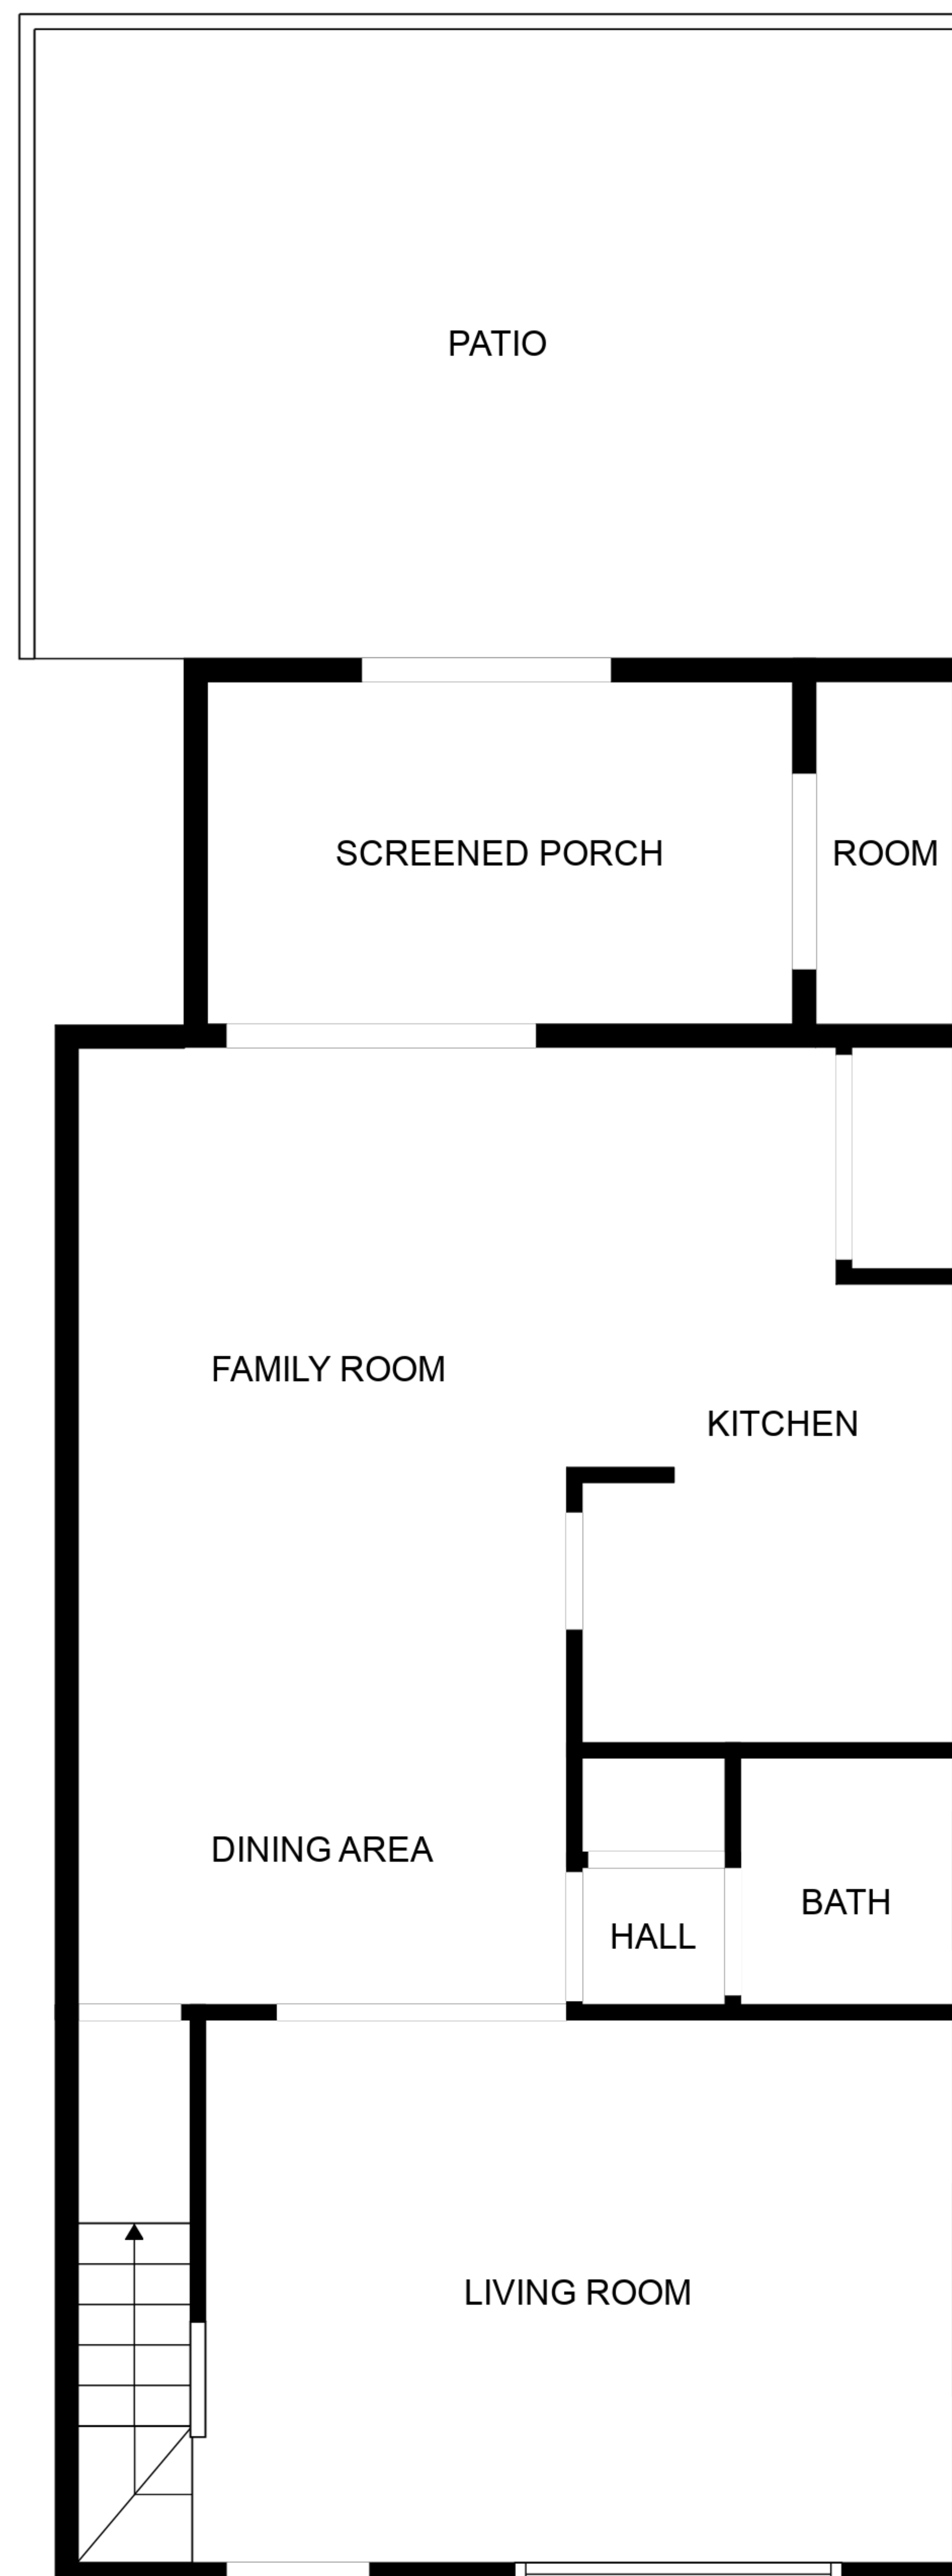 PATIO
SCREENED PORCH
ROOM
FAMILY ROOM
KITCHEN
DINING AREA
BATH
HALL
LIVING ROOM